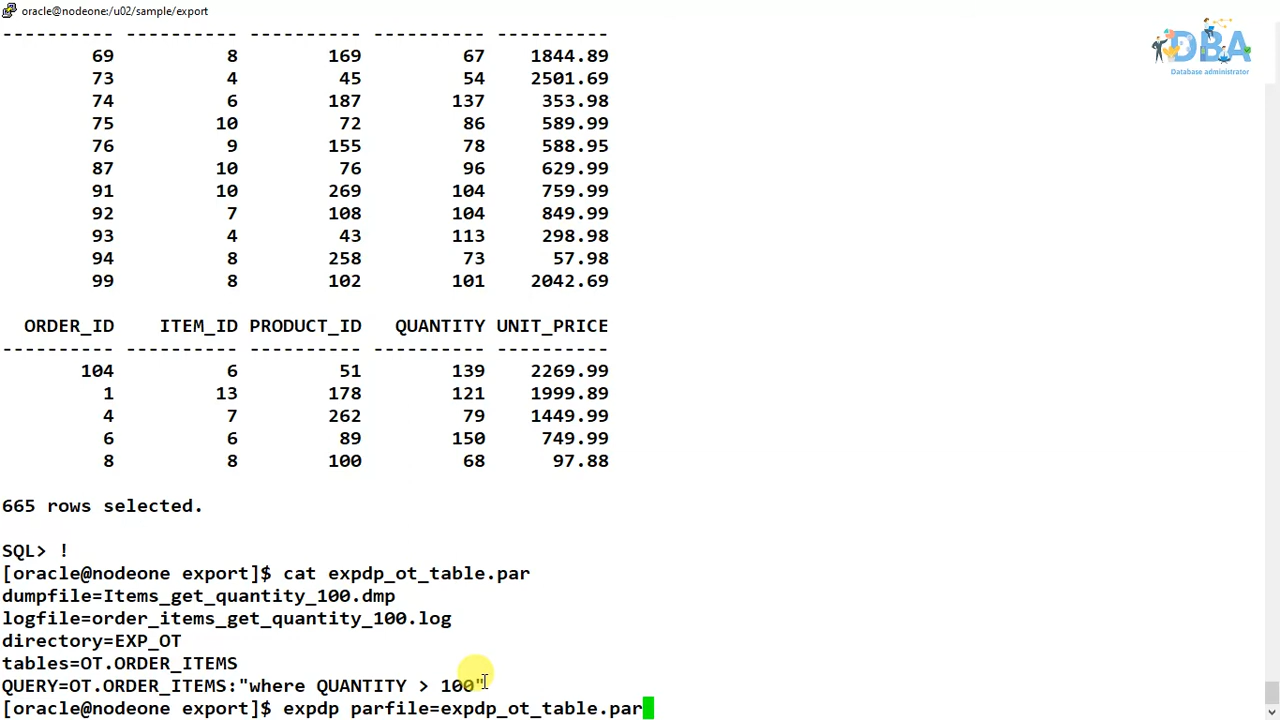 oracle@nodeone:/u02/sample/export
DBA
Database administrator
---------- ---------- ---------- ---------- ----------
69 8 169 67 1844.89
73 4 45 54 2501.69
74 6 187 137 353.98
75 10 72 86 589.99
76 9 155 78 588.95
87 10 76 96 629.99
91 10 269 104 759.99
92 7 108 104 849.99
93 4 43 113 298.98
94 8 258 73 57.98
99 8 102 101 2042.69
ORDER_ID ITEM_ID PRODUCT_ID QUANTITY UNIT_PRICE
---------- ---------- ---------- ---------- ----------
104 6 51 139 2269.99
1 13 178 121 1999.89
4 7 262 79 1449.99
6 6 89 150 749.99
8 8 100 68 97.88
665 rows selected.
SQL> !
[oracle@nodeone export]$ cat expdp_ot_table.par
dumpfile=Items_get_quantity_100.dmp
logfile=order_items_get_quantity_100.log
directory=EXP_OT
tables=OT.ORDER_ITEMS
QUERY=OT.ORDER_ITEMS:"where QUANTITY > 100"
[oracle@nodeone export]$ expdp parfile=expdp_ot_table.par